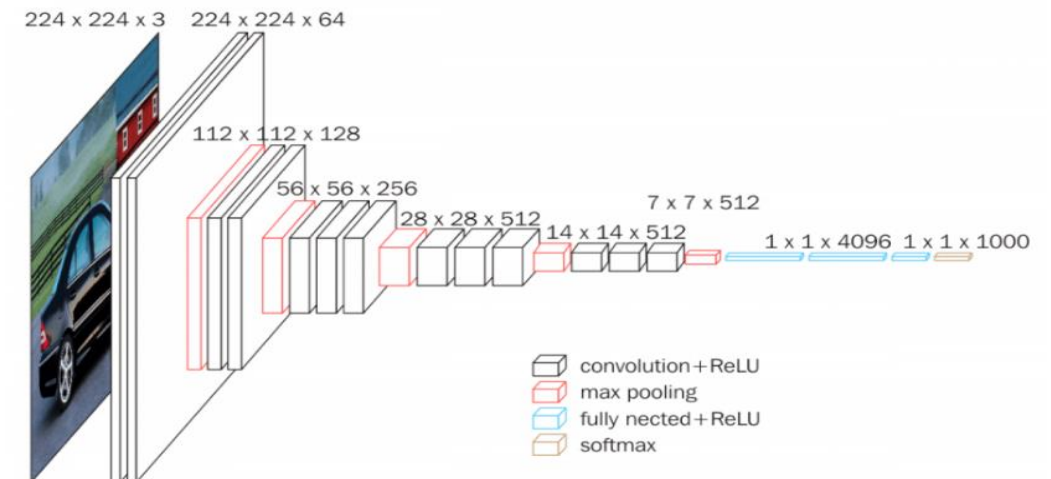 224 x 224 x 3
224 x 224 x 64
112 x 112 x 128
56 x 56 x 256
28 x 28 x 512
14 x 14 x 512
7 x 7 x 512
1 x 1 x 4096
1 x 1 x 1000
convolution+ReLU
max pooling
fully nected+ReLU
softmax